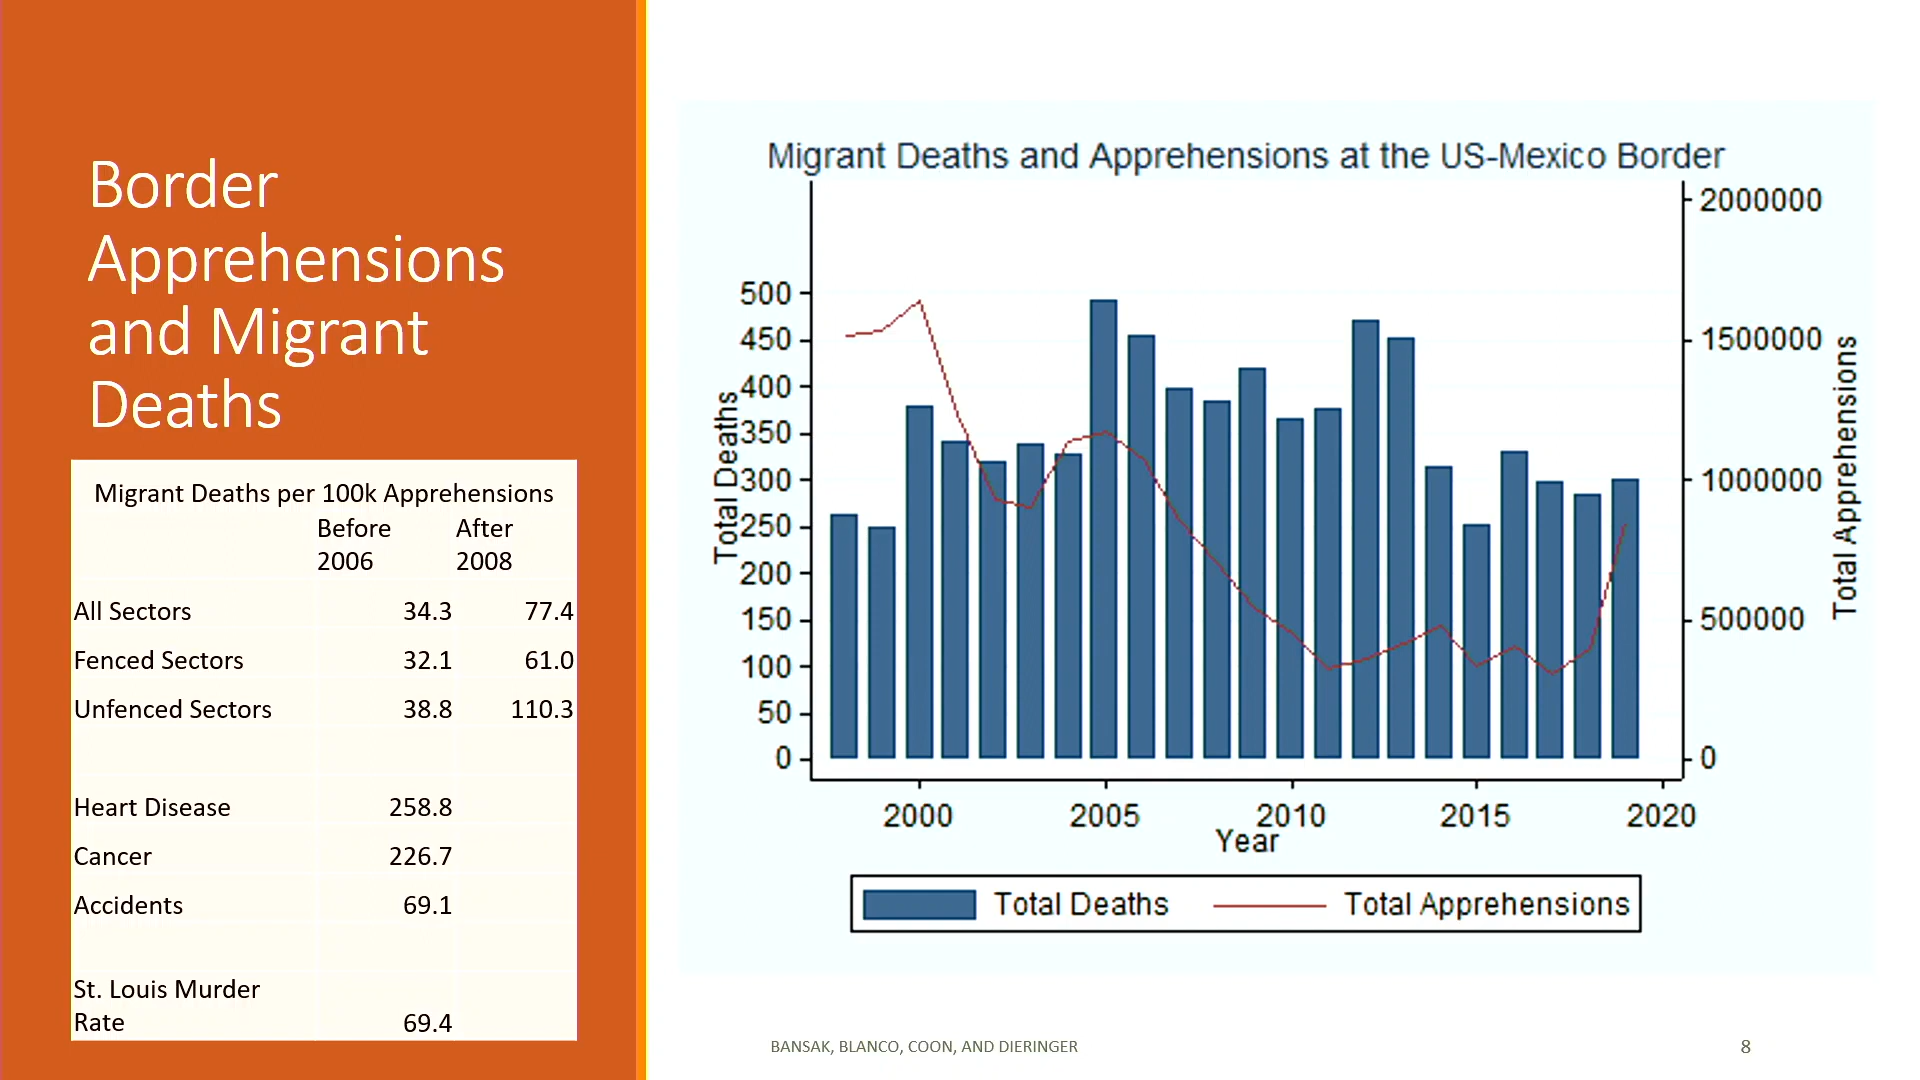 Border
Apprehensions
and Migrant
Deaths
Migrant Deaths per 100k Apprehensions
Before 2006 After 2008
All Sectors 34.3 77.4
Fenced Sectors 32.1 61.0
Unfenced Sectors 38.8 110.3
Heart Disease 258.8
Cancer 226.7
Accidents 69.1
St. Louis Murder
Rate 69.4
Migrant Deaths and Apprehensions at the US-Mexico Border
Total Deaths
500
450
400
350
300
250
200
150
100
50
0
2000000
1500000
1000000
500000
0
Total Apprehensions
2000 2005 2010 2015 2020
Year
Total Deaths Total Apprehensions
BANSAK, BLANCO, COON, AND DIERINGER
8